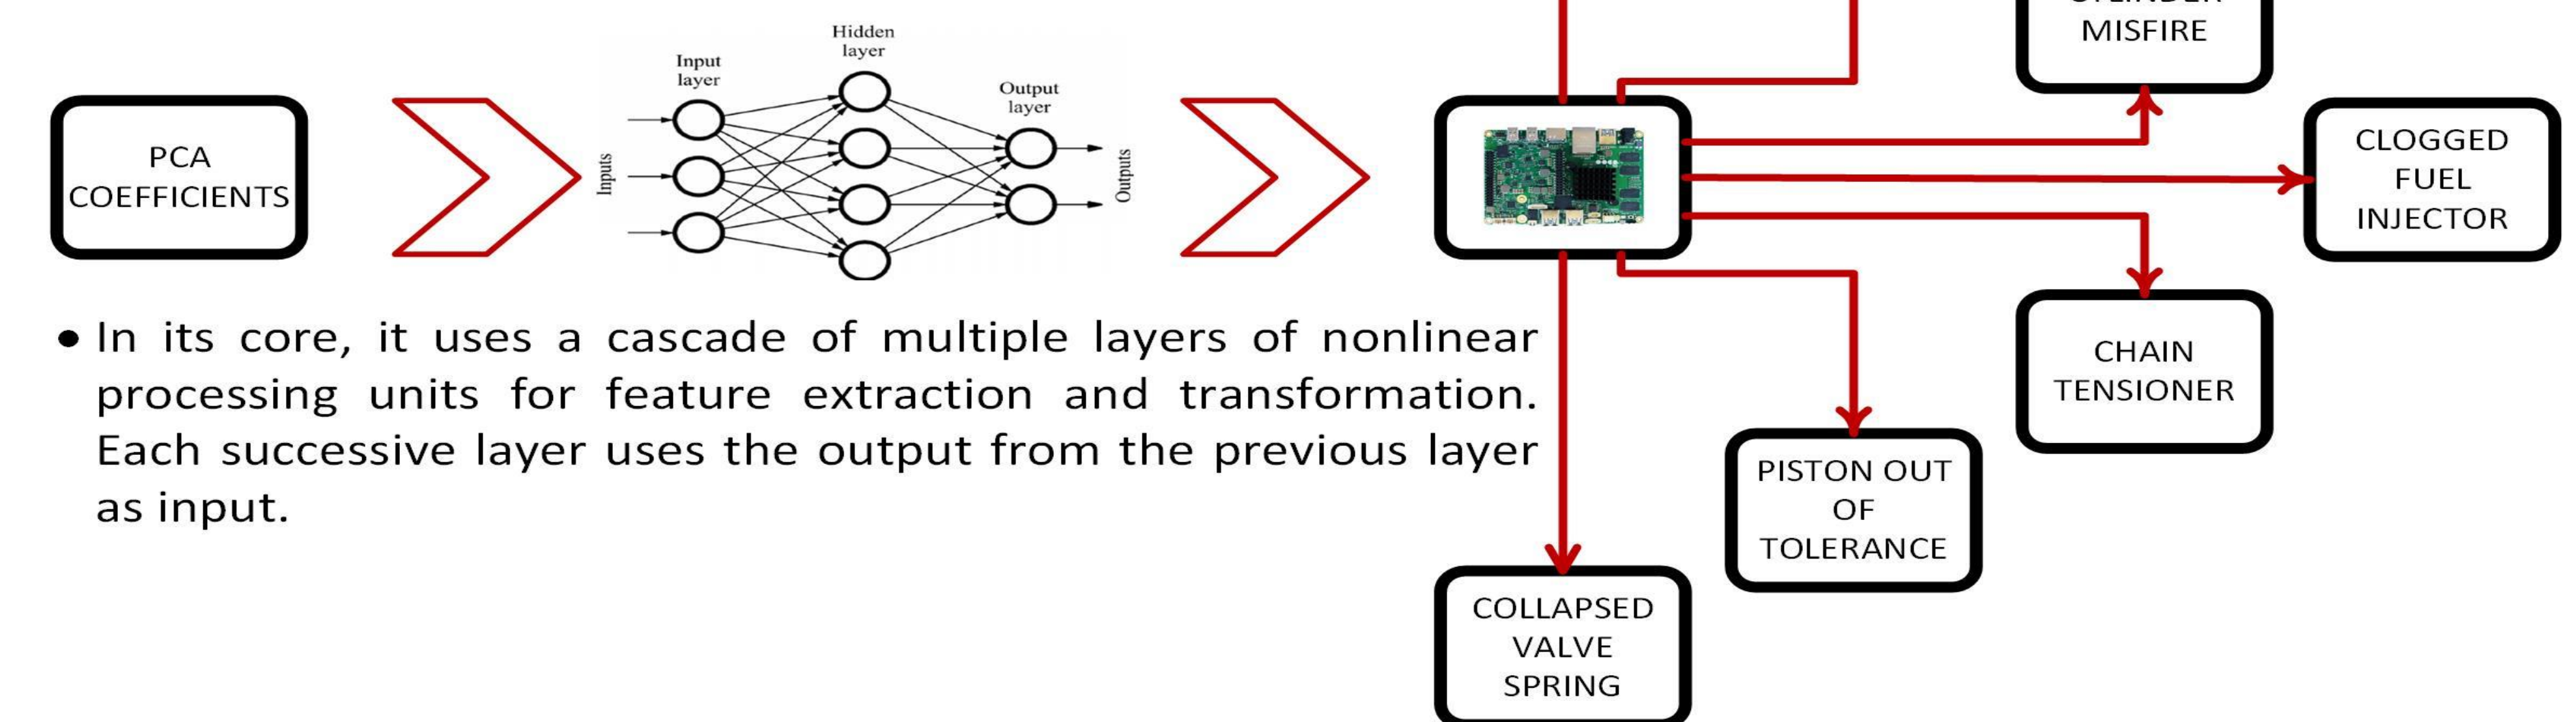 PCA
COEFFICIENTS
Input
layer
Hidden
layer
Output
layer
Inputs
Outputs
MISFIRE
CLOGGED
FUEL
INJECTOR
CHAIN
TENSIONER
PISTON OUT
OF
TOLERANCE
COLLAPSED
VALVE
SPRING
• In its core, it uses a cascade of multiple layers of nonlinear
processing units for feature extraction and transformation.
Each successive layer uses the output from the previous layer
as input.